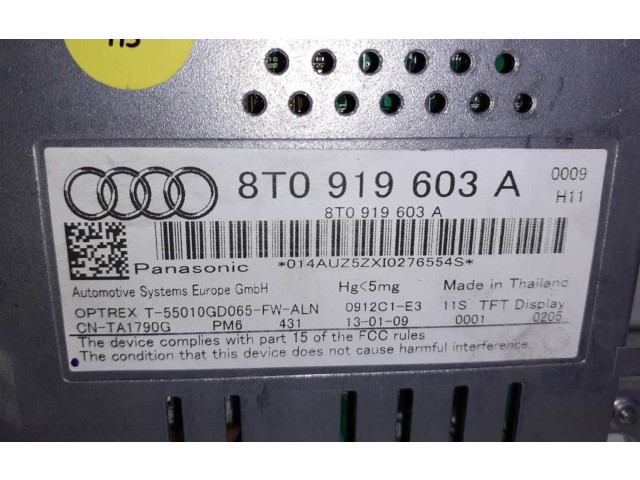 HS
8T0 919 603 A 0009
H11
8T0 919 603 A
*014AUZ5ZXI0276554S*
Panasonic
Automotive Systems Europe GmbH Hg<5mg Made in Thailand
OPTREX T-55010GD065-FW-ALN 0912C1-E3 11S TFT Display
CN-TA1790G PM6 431 13-01-09 0001 0205
The device complies with part 15 of the FCC rules
The condition that this device does not cause harmful interference.